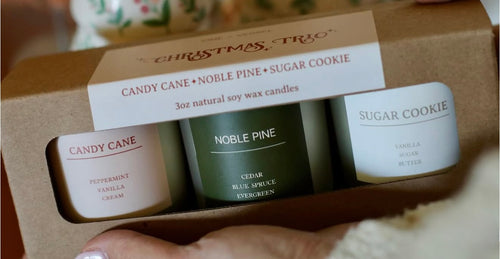 CHRISTMAS TRIO
CANDY CANE✦NOBLE PINE✦SUGAR COOKIE
3oz natural soy wax candles
CANDY CANE
PEPPERMINT
VANILLA
CREAM
NOBLE PINE
CEDAR
BLUE SPRUCE
EVERGREEN
SUGAR COOKIE
VANILLA
SUGAR
BUTTER